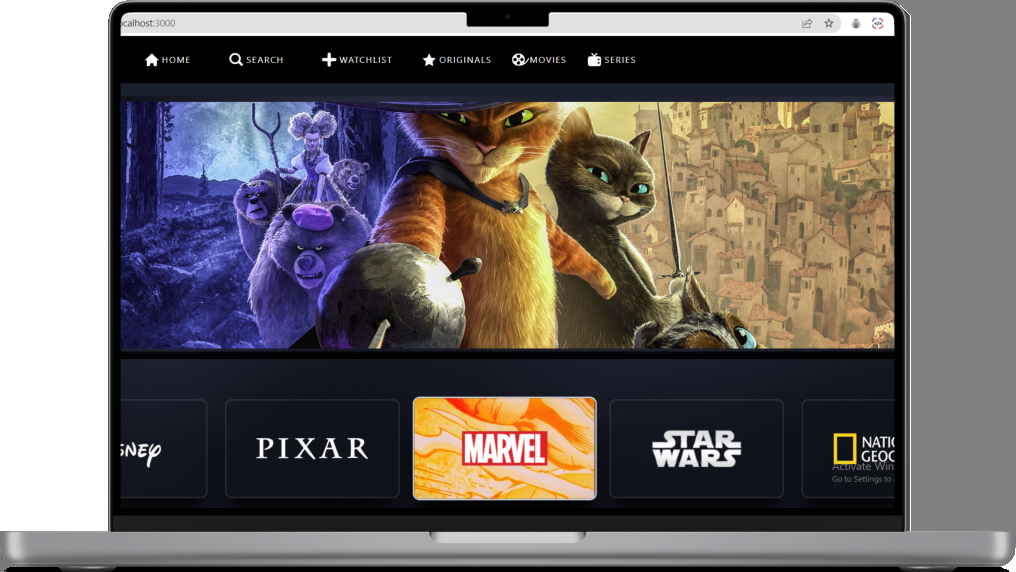 ocalhost:3000
HOME SEARCH WATCHLIST ORIGINALS MOVIES SERIES
SNEY
PIXAR
MARVEL
STAR
WARS
NATIO
GEOG
Activate Win
Go to Settings to